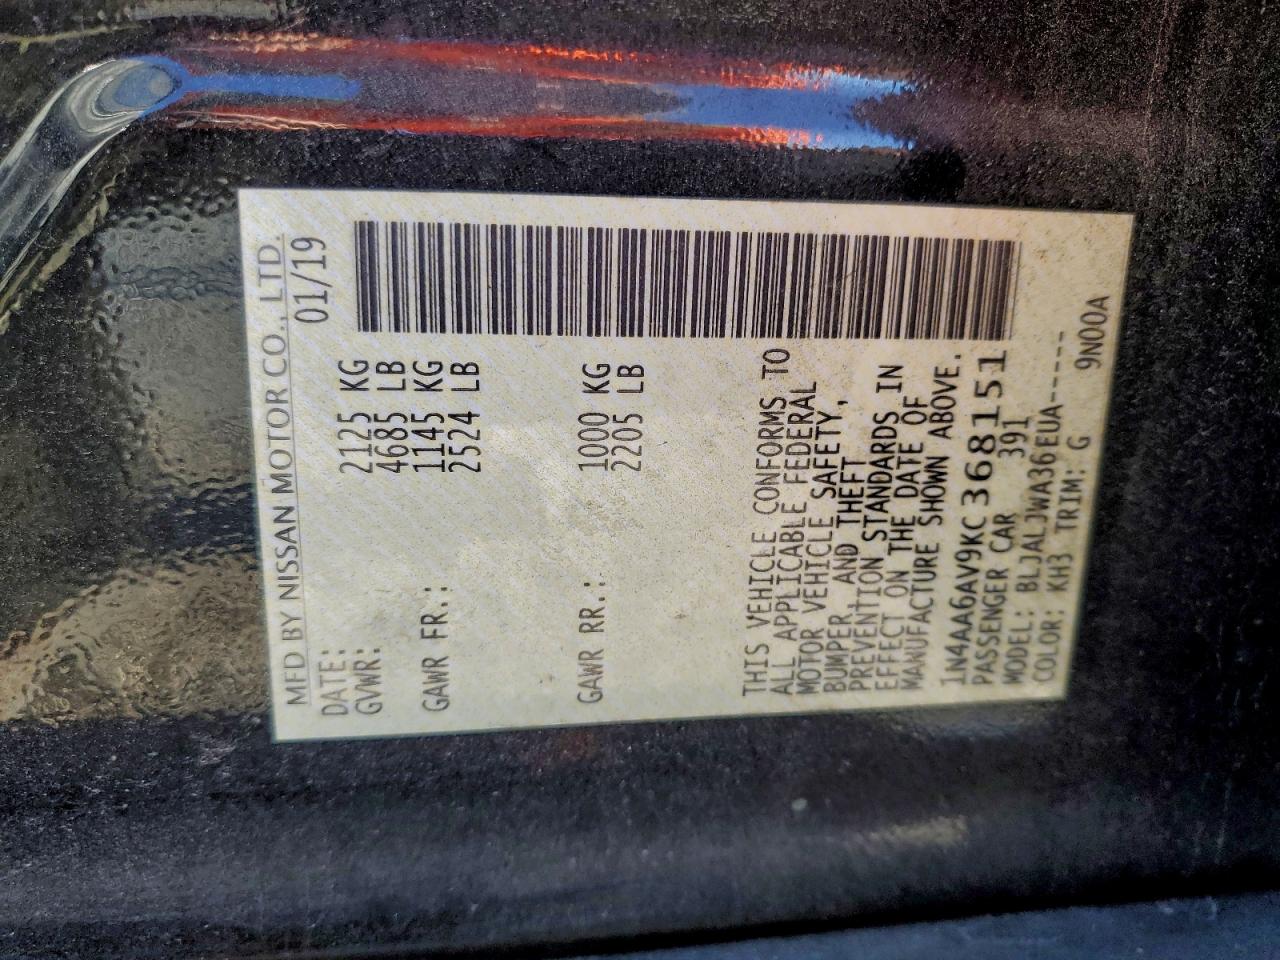 MFD BY NISSAN MOTOR CO., LTD.
DATE: 01/19
GVWR: 2125 KG
4685 LB
GAWR FR.: 1145 KG
2524 LB
GAWR RR.: 1000 KG
2205 LB
THIS VEHICLE CONFORMS TO
ALL APPLICABLE FEDERAL
MOTOR VEHICLE SAFETY,
BUMPER AND THEFT
PREVENTION STANDARDS IN
EFFECT ON THE DATE OF
MANUFACTURE SHOWN ABOVE.
1N4AA6AV9KC368151
PASSENGER CAR 391
MODEL: BLJALJWA36EUA-----
COLOR: KH3 TRIM: G 9N00A